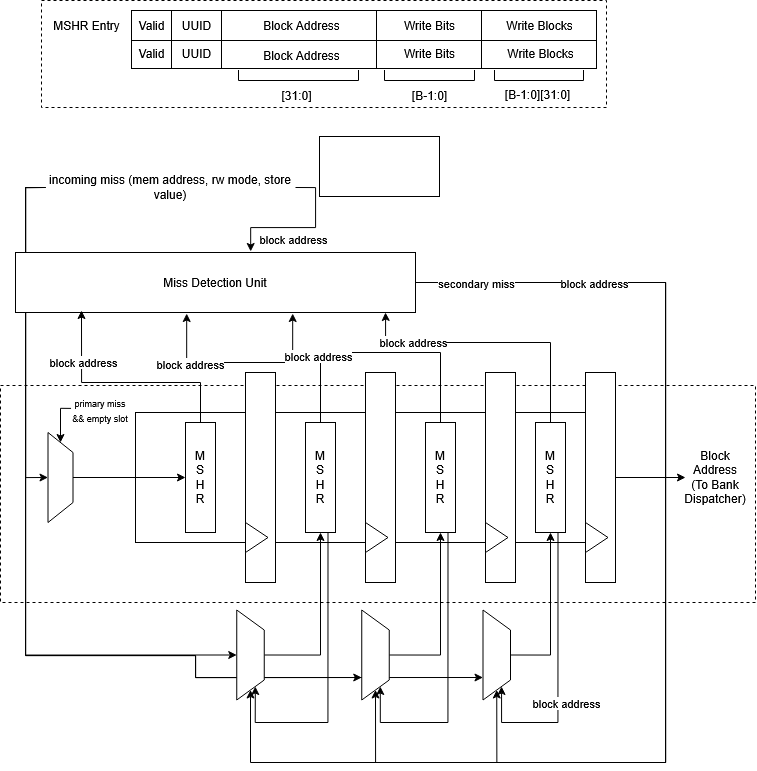 MSHR Entry
Valid UUID Block Address Write Bits Write Blocks
Valid UUID Block Address Write Bits Write Blocks
[31:0] [B-1:0] [B-1:0][31:0]
incoming miss (mem address, rw mode, store
value)
block address
Miss Detection Unit
secondary miss block address
block address
block address
block address
block address
primary miss
&& empty slot
M
S
H
R
M
S
H
R
M
S
H
R
M
S
H
R
Block
Address
(To Bank
Dispatcher)
block address